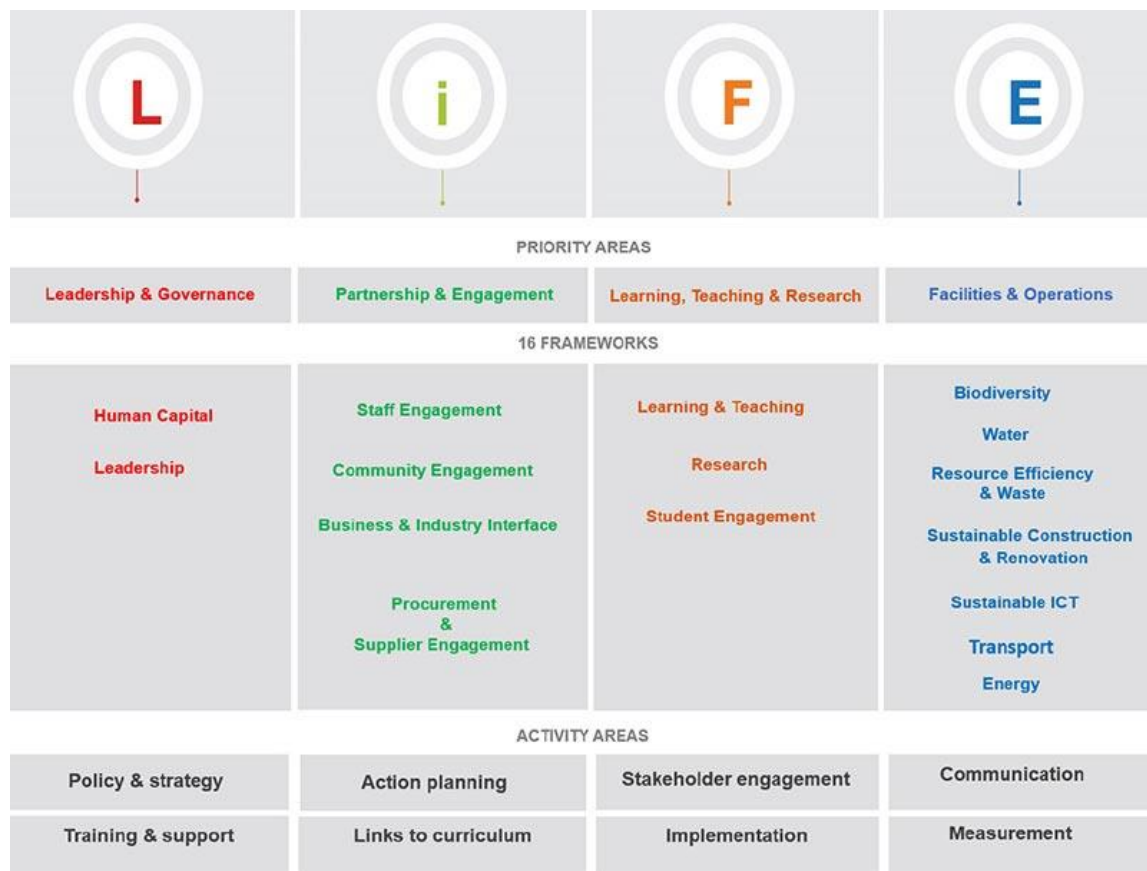 L
i
F
E
PRIORITY AREAS
Leadership & Governance
Partnership & Engagement
Learning, Teaching & Research
Facilities & Operations
16 FRAMEWORKS
Human Capital
Leadership
Staff Engagement
Community Engagement
Business & Industry Interface
Procurement
&
Supplier Engagement
Learning & Teaching
Research
Student Engagement
Biodiversity
Water
Resource Efficiency
& Waste
Sustainable Construction
& Renovation
Sustainable ICT
Transport
Energy
ACTIVITY AREAS
Policy & strategy
Action planning
Stakeholder engagement
Communication
Training & support
Links to curriculum
Implementation
Measurement